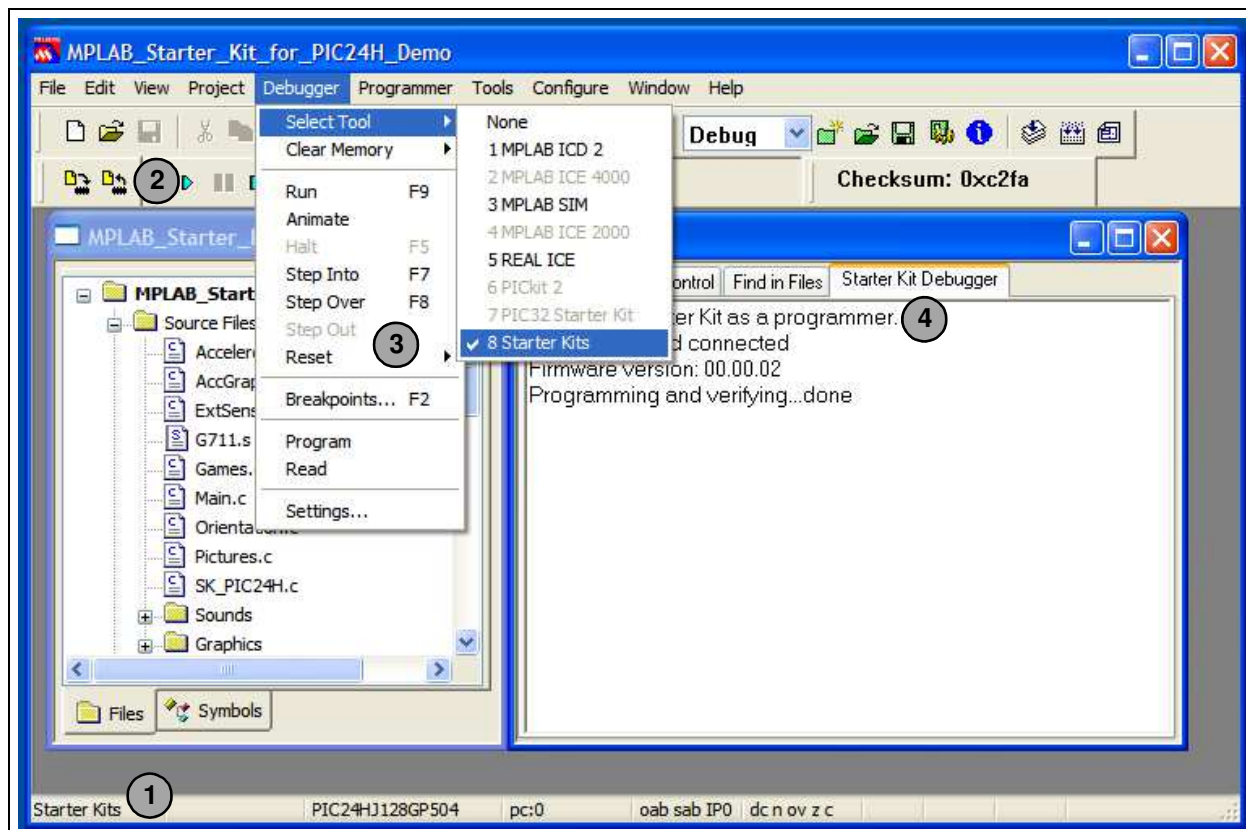 MPLAB_Starter_Kit_for_PIC24H_Demo
File Edit View Project Debugger Programmer Tools Configure Window Help
Debug
Checksum: 0xc2fa
2
Select Tool
Clear Memory
Run F9
Animate
Halt F5
Step Into F7
Step Over F8
Step Out
Reset
3
Breakpoints... F2
Program
Read
Settings...
None
1 MPLAB ICD 2
2 MPLAB ICE 4000
3 MPLAB SIM
4 MPLAB ICE 2000
5 REAL ICE
6 PICkit 2
7 PIC32 Starter Kit
8 Starter Kits
MPLAB_Starter_
MPLAB_Start
Source Files
Acceler
AccGrap
ExtSens
G711.s
Games.
Main.c
Orienta
Pictures.c
SK_PIC24H.c
Sounds
Graphics
Files Symbols
ontrol Find in Files Starter Kit Debugger
er Kit as a programmer.
4
d connected
Firmware Version: 00.00.02
Programming and verifying...done
Starter Kits
1
PIC24HJ128GP504 pc:0 oab sab IP0 dc n ov z c